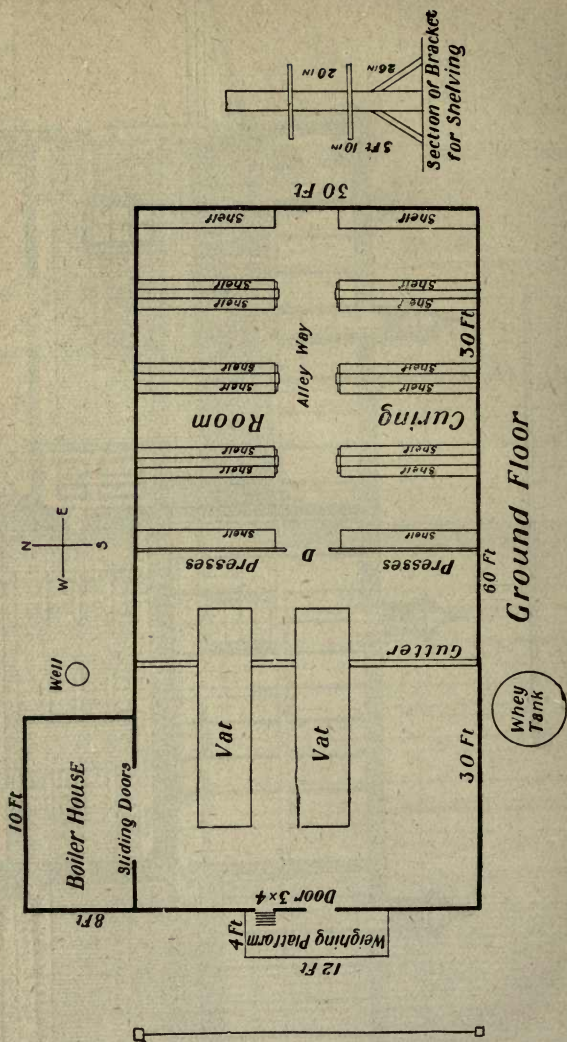 20 IN
26 IN
3 Ft 10 IN
Section of Bracket
for Shelving
30 Ft
Shelf
Shelf
Shelf
Shelf
Shelf
She f
30 Ft
Alley Way
Shelf
Shelf
Shelf
Shelf
Room
Curing
Shelf
Shelf
Shelf
Shelf
Shelf
Shelf
Presses
D
Presses
N
E
W
S
60 Ft
Ground Floor
Well
Gutter
Vat
Vat
Whey
Tank
30 Ft
10 Ft
Boiler House
Sliding Doors
8 Ft
Door 3×4
4 Ft
Weighing Platform
12 Ft